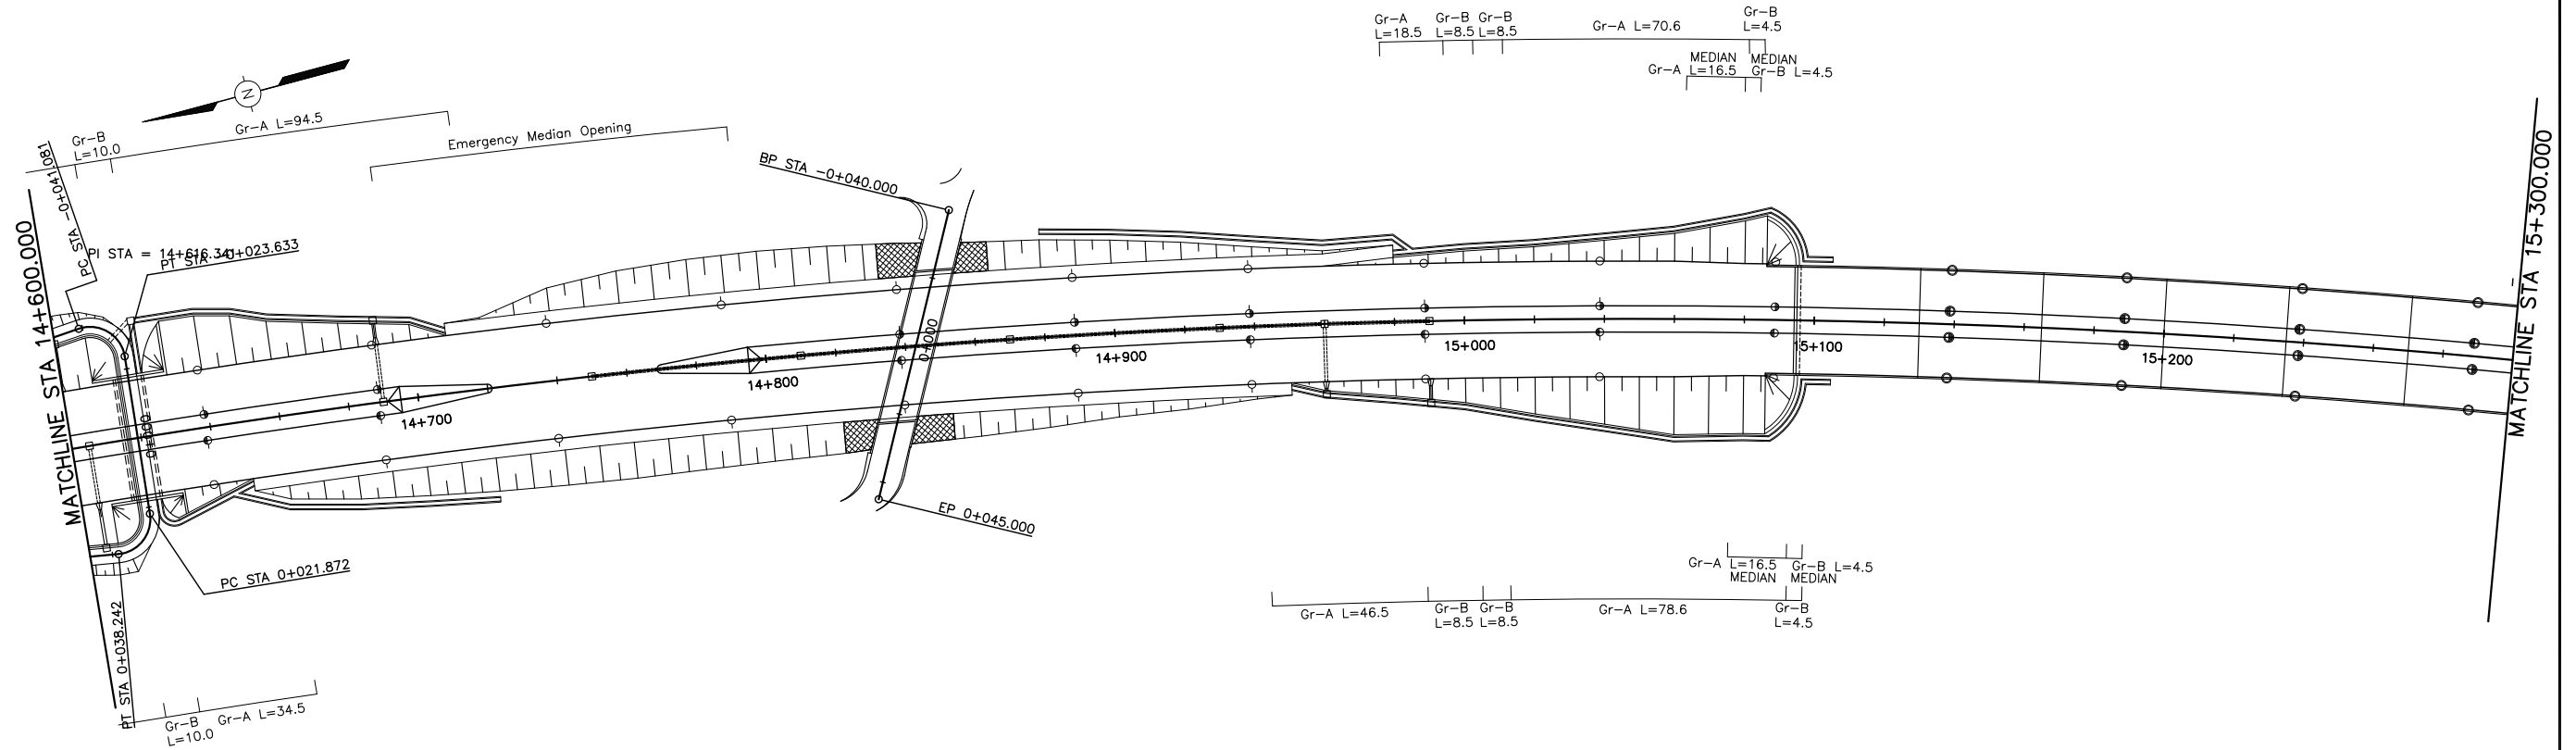 Gr-A
L=18.5
Gr-B
L=8.5
Gr-B
L=8.5
Gr-A L=70.6
Gr-B
L=4.5
MEDIAN
Gr-A L=16.5
MEDIAN
Gr-B L=4.5
N
Gr-B
L=10.0
Gr-A L=94.5
Emergency Median Opening
BP STA -0+040.000
PC STA -0+041.081
PI STA = 14+616.341
PT STA -0+023.633
MATCHLINE STA 14+600.000
MATCHLINE STA 15+300.000
0+000
0+000
14+700
14+800
14+900
15+000
15+100
15+200
EP 0+045.000
PC STA 0+021.872
PT STA 0+038.242
Gr-B
L=10.0
Gr-A L=34.5
Gr-A L=16.5
MEDIAN
Gr-B L=4.5
MEDIAN
Gr-A L=46.5
Gr-B
L=8.5
Gr-B
L=8.5
Gr-A L=78.6
Gr-B
L=4.5